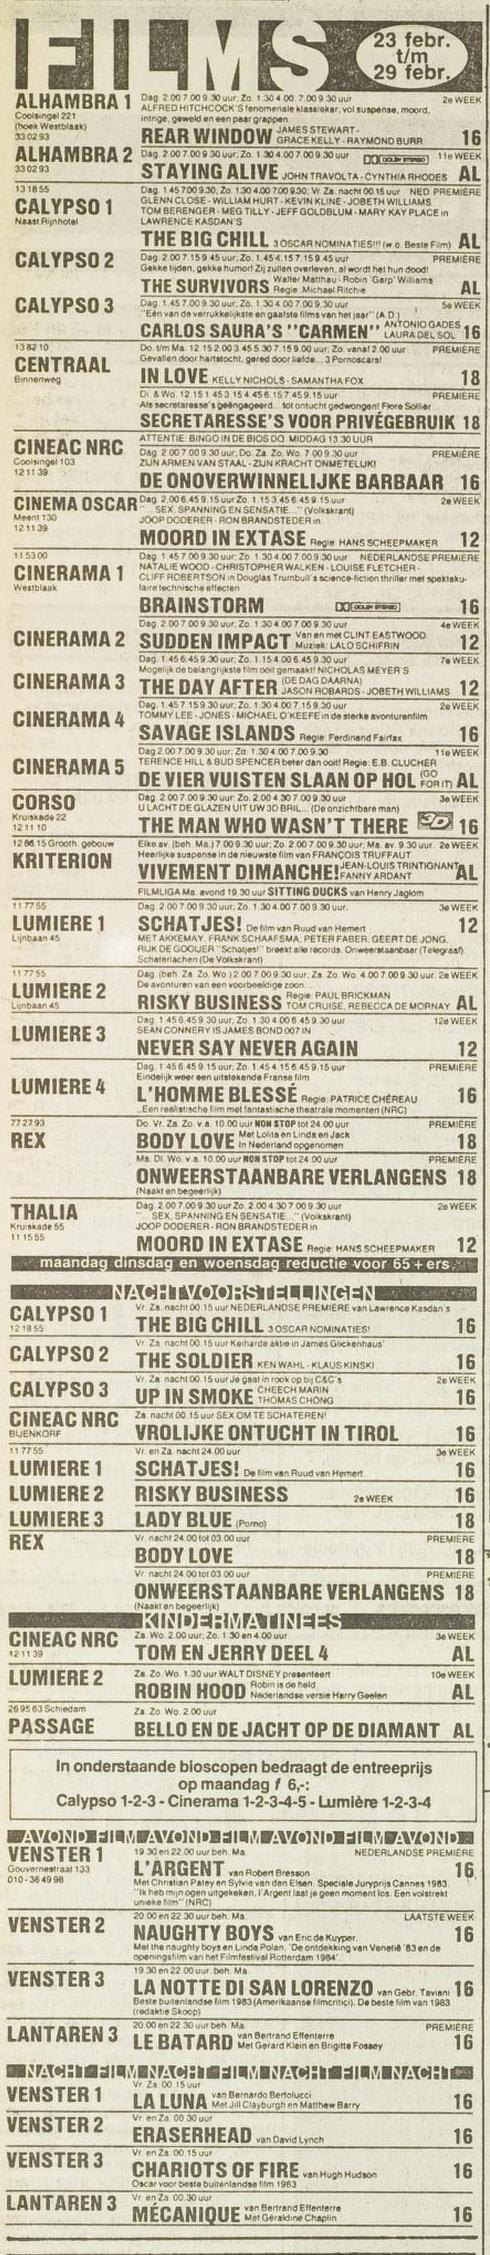 FILMS
23 febr.
t/m
29 febr.
ALHAMBRA 1
Coolsingel 221
(hoek Westblaak)
33 02 93
Dag. 2.00 7.00 9.30 uur; Zo. 1.30 4.00 7.00 9.30 uur 2e WEEK
ALFRED HITCHCOCK'S fenomenale klassieker, vol suspense, moord,
intrige, geweld en een paar grappen.
REAR WINDOW JAMES STEWART - GRACE KELLY - RAYMOND BURR 16
ALHAMBRA 2
33 02 93
Dag. 2.00 7.00 9.30 uur; Zo. 1.30 4.00 7.00 9.30 uur DOLBY STEREO 11e WEEK
STAYING ALIVE JOHN TRAVOLTA - CYNTHIA RHODES AL
13 18 55
CALYPSO 1
Naast Rijnhotel
Dag. 1.45 7.00 9.30; Zo. 1.30 4.00 7.00 9.30; Vr. Za. nacht 00.15 uur NED. PREMIÈRE
GLENN CLOSE - WILLIAM HURT - KEVIN KLINE - JOBETH WILLIAMS
TOM BERENGER - MEG TILLY - JEFF GOLDBLUM - MARY KAY PLACE in
LAWRENCE KASDAN'S
THE BIG CHILL 3 OSCAR NOMINATIES!!! (w.o. Beste Film) AL
CALYPSO 2
Dag. 2.00 7.15 9.45 uur; Zo. 1.45 4.15 7.15 9.45 uur PREMIÈRE
Gekke tijden, gekke humor! Zij zullen overleven, al wordt het hun dood!
THE SURVIVORS Walter Matthau - Robin 'Garp' Williams Regie: Michael Ritchie AL
CALYPSO 3
Dag. 1.45 7.00 9.30 uur; Zo. 1.30 4.00 7.00 9.30 uur 5e WEEK
"Eén van de verrukkelijkste en gaafste films van het jaar" (A.D.)
CARLOS SAURA'S "CARMEN" ANTONIO GADES LAURA DEL SOL 16
13 82 10
CENTRAAL
Binnenweg
Do. t/m Ma. 12.15 2.00 3.45 5.30 7.15 9.00 uur; Zo. vanaf 2.00 uur PREMIÈRE
Gevallen door hartstocht, gered door liefde... 3 Pornoscars!
IN LOVE KELLY NICHOLS - SAMANTHA FOX 18
Di. & Wo. 12.15 1.45 3.15 4.45 6.15 7.45 9.15 uur PREMIÈRE
Als secretaresse's geëngageerd... tot ontucht gedwongen! Flore Sollier
SECRETARESSE'S VOOR PRIVÉGEBRUIK 18
CINEAC NRC
Coolsingel 103
12 11 39
ATTENTIE: BINGO IN DE BIOS DO. MIDDAG 13.30 UUR
Dag. 2.00 7.00 9.30 uur; Do. Za. Zo. Wo. 7.00 9.30 uur PREMIÈRE
ZIJN ARMEN VAN STAAL - ZIJN KRACHT ONMETELIJK!
DE ONOVERWINNELIJKE BARBAAR 16
CINEMA OSCAR
Meent 130
12 11 39
Dag. 2.00 6.45 9.15 uur; Zo. 1.15 3.45 6.45 9.15 uur 2e WEEK
"... SEX, SPANNING EN SENSATIE..." (Volkskrant)
JOOP DODERER - RON BRANDSTEDER in
MOORD IN EXTASE Regie: HANS SCHEEPMAKER 12
11 53 00
CINERAMA 1
Westblaak
Dag. 1.45 7.00 9.30 uur; Zo. 1.30 4.00 7.00 9.30 uur NEDERLANDSE PREMIÈRE
NATALIE WOOD - CHRISTOPHER WALKEN - LOUISE FLETCHER -
CLIFF ROBERTSON in Douglas Trumbull's science-fiction thriller met spektaku-
laire technische effecten
BRAINSTORM DOLBY STEREO 16
CINERAMA 2
Dag. 2.00 7.00 9.30 uur; Zo. 1.30 4.00 7.00 9.30 uur 4e WEEK
SUDDEN IMPACT Van en met CLINT EASTWOOD Muziek: LALO SCHIFRIN 12
CINERAMA 3
Dag. 1.45 6.45 9.30 uur; Zo. 1.15 4.00 6.45 9.30 uur 7e WEEK
Mogelijk de belangrijkste film ooit gemaakt! NICHOLAS MEYER'S
THE DAY AFTER (DE DAG DAARNA) JASON ROBARDS - JOBETH WILLIAMS 12
CINERAMA 4
Dag. 1.45 7.15 9.30 uur; Zo. 1.30 4.00 7.15 9.30 uur 2e WEEK
TOMMY LEE - JONES - MICHAEL O'KEEFE in de sterke avonturenfilm
SAVAGE ISLANDS Regie: Ferdinand Fairfax 16
CINERAMA 5
Dag 2.00 7.00 9.30 uur; Zo. 1.30 4.00 7.00 9.30 11e WEEK
TERENCE HILL & BUD SPENCER beter dan ooit! Regie: E.B. CLUCHER
DE VIER VUISTEN SLAAN OP HOL (GO FOR IT) AL
CORSO
Kruiskade 22
12 11 10
Dag. 2.00 7.00 9.30 uur; Zo. 2.00 4.30 7.00 9.30 uur 3e WEEK
U LACHT DE GLAZEN UIT UW 3D BRIL... (De onzichtbare man)
THE MAN WHO WASN'T THERE 3D 16
12 86 15 Grooth. gebouw
KRITERION
Elke av. (beh. Ma.) 7.00 9.30 uur; Zo. 2.00 uur; Ma. av. 9.30 uur 2e WEEK
Heerlijke suspense in de nieuwste film van FRANÇOIS TRUFFAUT
VIVEMENT DIMANCHE! JEAN-LOUIS TRINTIGNANT FANNY ARDANT AL
FILMLIGA Ma. avond 19.30 uur SITTING DUCKS van Henry Jaglom
11 77 55
LUMIERE 1
Lijnbaan 45
Dag. 2.00 7.00 9.30 uur; Zo. 1.30 4.00 7.00 9.30 uur. 3e WEEK
SCHATJES! De film van Ruud van Hemert 12
MET AKKEMAY, FRANK SCHAAFSMA, PETER FABER, GEERT DE JONG,
RIJK DE GOOIJER "Schatjes!" breekt alle records. Onweerstaanbaar (Telegraaf).
Schaterlachen (De Volkskrant)
11 77 55
LUMIERE 2
Lijnbaan 45
Dag. (beh. Za. Zo. Wo.) 2.00 7.00 9.30 uur; Za. Zo. Wo. 4.00 7.00 9.30 uur. 2e WEEK
De avonturen van een voorbeeldige zoon...
RISKY BUSINESS Regie: PAUL BRICKMAN TOM CRUISE, REBECCA DE MORNAY AL
LUMIERE 3
Dag. 1.45 6.45 9.30 uur; Zo. 1.30 4.00 6.45 9.30 uur 12e WEEK
SEAN CONNERY IS JAMES BOND 007 IN
NEVER SAY NEVER AGAIN 12
LUMIERE 4
Dag. 1.45 6.45 9.15 uur; Zo. 1.45 4.15 6.45 9.15 uur PREMIÈRE
Eindelijk weer een uitstekende Franse film
L'HOMME BLESSÉ Regie: PATRICE CHÉREAU 16
„Een realistische film met fantastische theatrale momenten (NRC)
77 27 93
REX
Do. Vr. Za. Zo. v.a. 10.00 uur NON STOP tot 24.00 uur PREMIÈRE
BODY LOVE Met Lolita en Linda en Jack In Nederland opgenomen 18
Ma. Di. Wo. v.a. 10.00 uur NON STOP tot 24.00 uur PREMIÈRE
ONWEERSTAANBARE VERLANGENS 18
(Naakt en begeerlijk)
THALIA
Kruiskade 55
11 15 55
Dag. 2.00 7.00 9.30 uur Zo. 2.00 4.30 7.00 9.30 uur 2e WEEK
"... SEX, SPANNING EN SENSATIE..." (Volkskrant)
JOOP DODERER - RON BRANDSTEDER in
MOORD IN EXTASE Regie: HANS SCHEEPMAKER 12
maandag dinsdag en woensdag reductie voor 65+ers.
NACHTVOORSTELLINGEN
CALYPSO 1
12 18 55
Vr. Za. nacht 00.15 uur NEDERLANDSE PREMIÈRE van Lawrence Kasdan's
THE BIG CHILL 3 OSCAR NOMINATIES! 16
CALYPSO 2
Vr. Za. nacht 00.15 uur Keiharde aktie in James Glickenhaus'
THE SOLDIER KEN WAHL - KLAUS KINSKI 16
CALYPSO 3
Vr. Za. nacht 00.15 uur Je gaat in rook op bij C&C's 2e WEEK
UP IN SMOKE CHEECH MARIN THOMAS CHONG 16
CINEAC NRC
BIJENKORF
Za. nacht 00.15 uur SEX OM TE SCHATEREN!
VROLIJKE ONTUCHT IN TIROL 16
11 77 55
LUMIERE 1
Vr. en Za. nacht 24.00 uur 3e WEEK
SCHATJES! De film van Ruud van Hemert 16
LUMIERE 2
RISKY BUSINESS 2e WEEK 16
LUMIERE 3
LADY BLUE (Porno) 18
REX
Vr. nacht 24.00 tot 03.00 uur PREMIÈRE
BODY LOVE 18
Vr. nacht 24.00 tot 03.00 uur PREMIÈRE
ONWEERSTAANBARE VERLANGENS 18
(Naakt en begeerlijk)
KINDERMATINEES
CINEAC NRC
12 11 39
Za. Wo. 2.00 uur; Zo. 1.30 en 4.00 uur 3e WEEK
TOM EN JERRY DEEL 4 AL
LUMIERE 2
Za. Zo. Wo. 1.30 uur WALT DISNEY presenteert 10e WEEK
ROBIN HOOD Robin is de held Nederlandse versie Harry Geelen AL
26 95 63 Schiedam
PASSAGE
Za. Zo. Wo. 2.00 uur
BELLO EN DE JACHT OP DE DIAMANT AL
In onderstaande bioscopen bedraagt de entreeprijs
op maandag f 6,-:
Calypso 1-2-3 - Cinerama 1-2-3-4-5 - Lumière 1-2-3-4
AVOND FILM AVOND FILM AVOND FILM AVOND
VENSTER 1
Gouvernestraat 133
010 - 36 49 98
19.30 en 22.00 uur beh. Ma. NEDERLANDSE PREMIÈRE
L'ARGENT van Robert Bresson 16
Met Christian Patey en Sylvie van den Elsen. Speciale Juryprijs Cannes 1983.
"Ik heb mijn ogen uitgekeken, l'Argent laat je geen moment los. Een volstrekt
unieke film" (NRC)
VENSTER 2
20.00 en 22.30 uur beh. Ma. LAATSTE WEEK
NAUGHTY BOYS van Eric de Kuyper. 16
Met the naughty boys en Linda Polan, 'De ontdekking van Venetië '83 en de
openingsfilm van het Filmfestival Rotterdam 1984'.
VENSTER 3
19.30 en 22.15 uur beh. Ma.
LA NOTTE DI SAN LORENZO van Gebr. Taviani 16
Beste buitenlandse film 1983 (Amerikaanse filmcritici). De beste film van 1983
(redaktie Skoop)
LANTAREN 3
20.00 en 22.30 uur beh. Ma. PREMIÈRE
LE BATARD van Bertrand Effenterre Met Gerard Klein en Brigitte Fossey 16
NACHT FILM NACHT FILM NACHT FILM NACHT
VENSTER 1
Vr. Za. 00.15 uur
LA LUNA van Bernardo Bertolucci Met Jill Clayburgh en Matthew Barry 16
VENSTER 2
Vr. en Za. 00.30 uur
ERASERHEAD van David Lynch 16
VENSTER 3
Vr. en Za. 00.15 uur
CHARIOTS OF FIRE van Hugh Hudson 16
Oscar voor beste buitenlandse film 1983
LANTAREN 3
Vr. en Za. 00.30 uur
MÉCANIQUE van Bertrand Effenterre Met Géraldine Chaplin 16